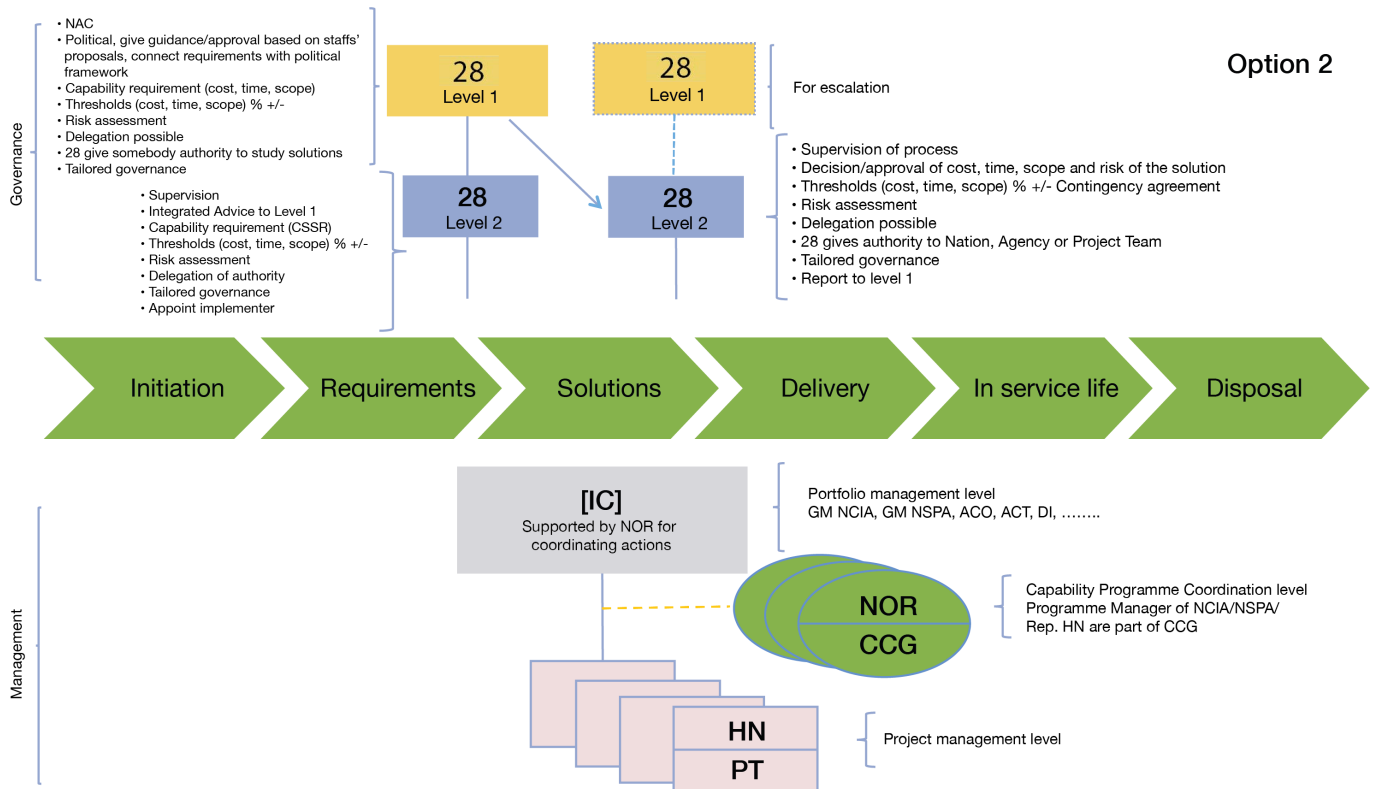 Option 2
Governance
• NAC
• Political, give guidance/approval based on staffs'
proposals, connect requirements with political
framework
• Capability requirement (cost, time, scope)
• Thresholds (cost, time, scope) % +/-
• Risk assessment
• Delegation possible
• 28 give somebody authority to study solutions
• Tailored governance
• Supervision
• Integrated Advice to Level 1
• Capability requirement (CSSR)
• Thresholds (cost, time, scope) % +/-
• Risk assessment
• Delegation of authority
• Tailored governance
• Appoint implementer
28
Level 1
28
Level 2
28
Level 1
28
Level 2
For escalation
• Supervision of process
• Decision/approval of cost, time, scope and risk of the solution
• Thresholds (cost, time, scope) % +/- Contingency agreement
• Risk assessment
• Delegation possible
• 28 gives authority to Nation, Agency or Project Team
• Tailored governance
• Report to level 1
Initiation
Requirements
Solutions
Delivery
In service life
Disposal
Management
[IC]
Supported by NOR for
coordinating actions
Portfolio management level
GM NCIA, GM NSPA, ACO, ACT, DI, ........
NOR
CCG
Capability Programme Coordination level
Programme Manager of NCIA/NSPA/
Rep. HN are part of CCG
HN
PT
Project management level